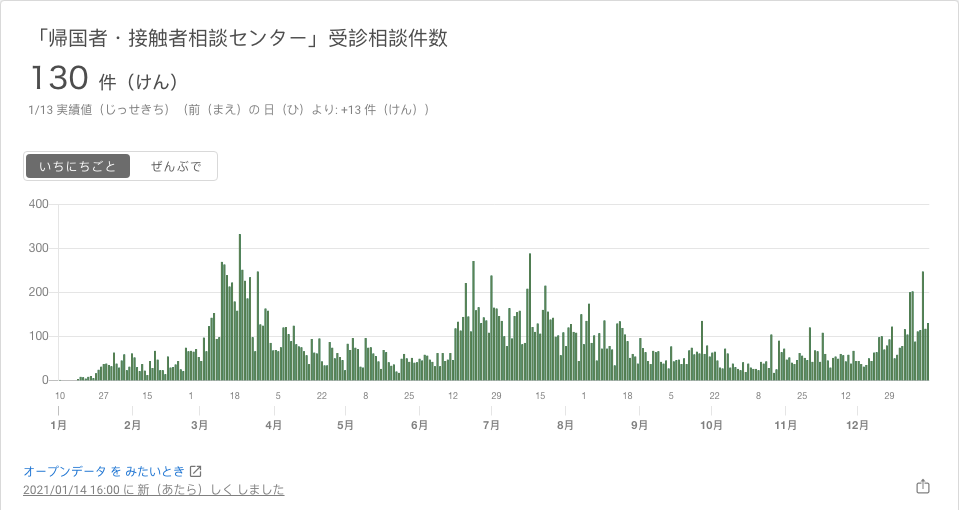 「帰国者・接触者相談センター」受診相談件数
130 件（けん）
1/13 実績値（じっせきち）（前（まえ）の 日（ひ）より: +13 件（けん））
いちにちごと ぜんぶで
400
300
200
100
0
10 27 15 1 18 5 22 8 25 12 29 15 1 18 5 22 8 25 12 29
1月 2月 3月 4月 5月 6月 7月 8月 9月 10月 11月 12月
オープンデータ を みたいとき
2021/01/14 16:00 に 新（あたら）しく しました